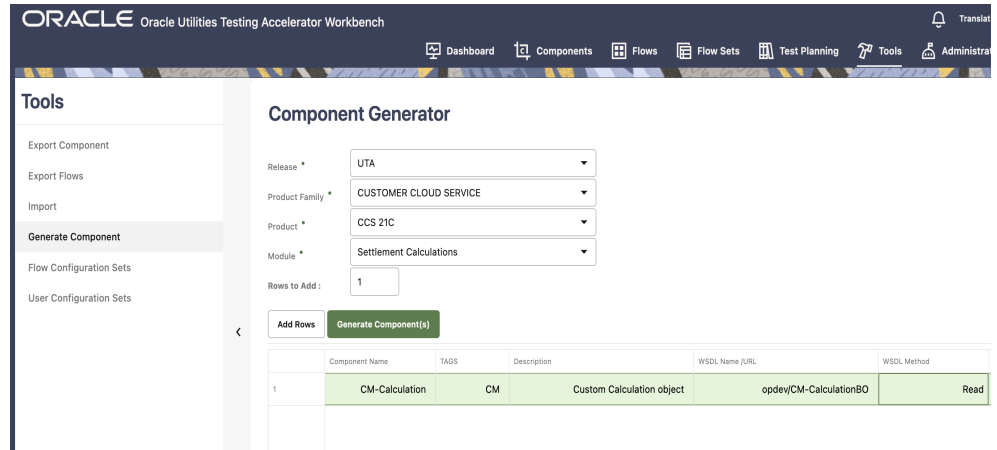 ORACLE Oracle Utilities Testing Accelerator Workbench
Translat
Dashboard Components Flows Flow Sets Test Planning Tools Administrat
Tools
Export Component
Export Flows
Import
Generate Component
Flow Configuration Sets
User Configuration Sets
Component Generator
Release * UTA
Product Family * CUSTOMER CLOUD SERVICE
Product * CCS 21C
Module * Settlement Calculations
Rows to Add : 1
Add Rows Generate Component(s)
Component Name TAGS Description WSDL Name /URL WSDL Method
1 CM-Calculation CM Custom Calculation object opdev/CM-CalculationBO Read